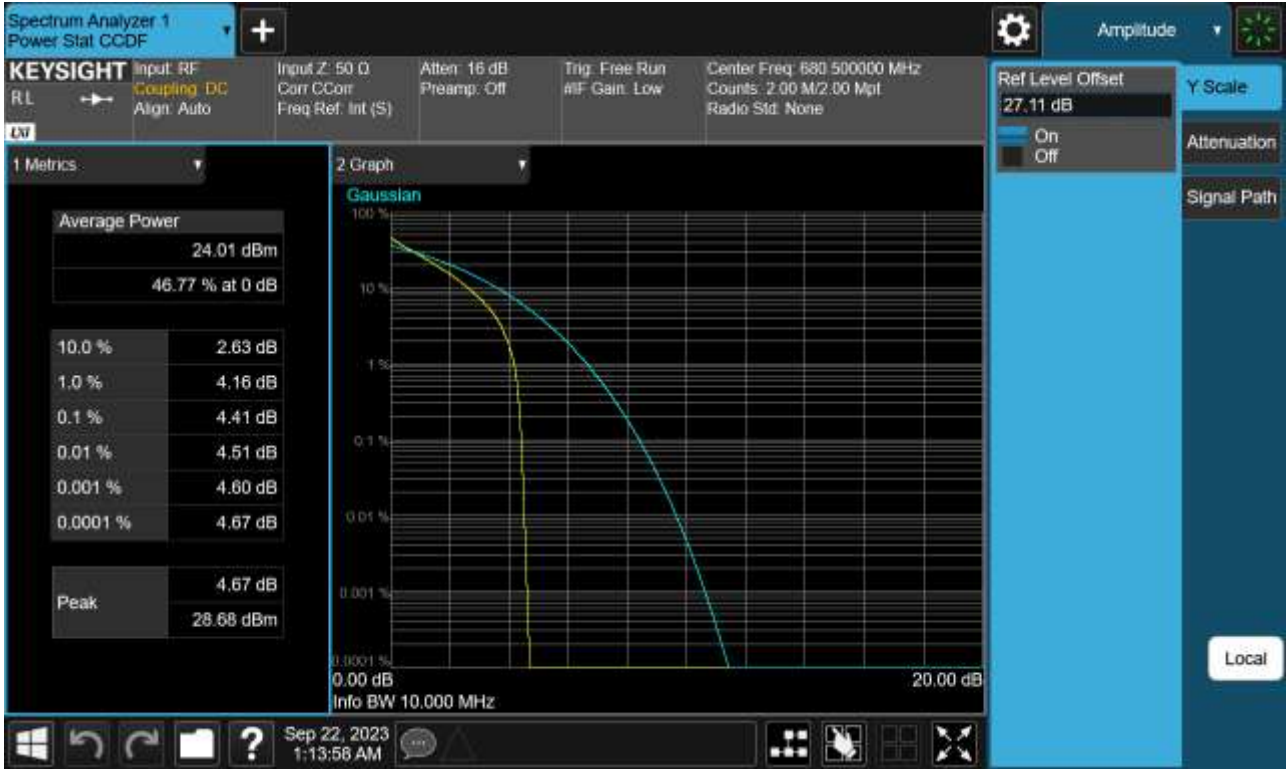 Spectrum Analyzer 1
Power Stat CCDF
+
Amplitude
KEYSIGHT
RL
LXI
Input: RF
Coupling: DC
Align: Auto
Input Z: 50 Ω
Corr CCorr
Freq Ref: Int (S)
Atten: 16 dB
Preamp: Off
Trig: Free Run
#IF Gain: Low
Center Freq: 680.500000 MHz
Counts: 2.00 M/2.00 Mpt
Radio Std: None
Ref Level Offset
27.11 dB
On
Off
Y Scale
Attenuation
Signal Path
1 Metrics
Average Power
24.01 dBm
46.77 % at 0 dB
10.0 % 2.63 dB
1.0 % 4.16 dB
0.1 % 4.41 dB
0.01 % 4.51 dB
0.001 % 4.60 dB
0.0001 % 4.67 dB
Peak
4.67 dB
28.68 dBm
2 Graph
Gaussian
100 %
10 %
1 %
0.1 %
0.01 %
0.001 %
0.0001 %
0.00 dB 20.00 dB
Info BW 10.000 MHz
Local
?
Sep 22, 2023
1:13:58 AM